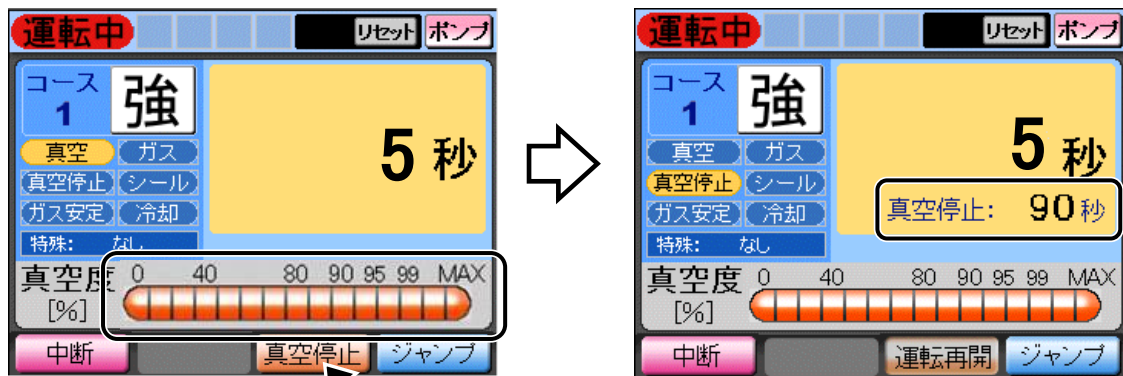 運転中 リセット ポンプ
コース
1
強
5 秒
真空 ガス
真空停止 シール
ガス安定 冷却
特殊: なし
真空度 0 40 80 90 95 99 MAX
[%]
中断 真空停止 ジャンプ
運転中 リセット ポンプ
コース
1
強
5 秒
真空 ガス
真空停止 シール
真空停止: 90秒
ガス安定 冷却
特殊: なし
真空度 0 40 80 90 95 99 MAX
[%]
中断 運転再開 ジャンプ